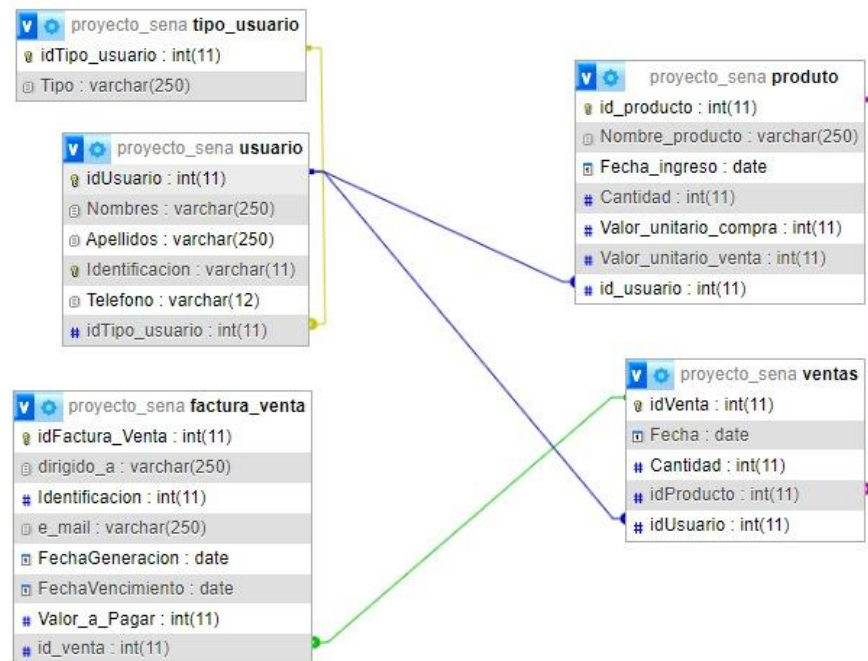 proyecto_sena tipo_usuario
idTipo_usuario : int(11)
Tipo : varchar(250)
proyecto_sena usuario
idUsuario : int(11)
Nombres : varchar(250)
Apellidos : varchar(250)
Identificacion : varchar(11)
Telefono : varchar(12)
idTipo_usuario : int(11)
proyecto_sena factura_venta
idFactura_Venta : int(11)
dirigido_a : varchar(250)
Identificacion : int(11)
e_mail : varchar(250)
FechaGeneracion : date
FechaVencimiento : date
Valor_a_Pagar : int(11)
id_venta : int(11)
proyecto_sena produto
id_producto : int(11)
Nombre_producto : varchar(250)
Fecha_ingreso : date
Cantidad : int(11)
Valor_unitario_compra : int(11)
Valor_unitario_venta : int(11)
id_usuario : int(11)
proyecto_sena ventas
idVenta : int(11)
Fecha : date
Cantidad : int(11)
idProducto : int(11)
idUsuario : int(11)